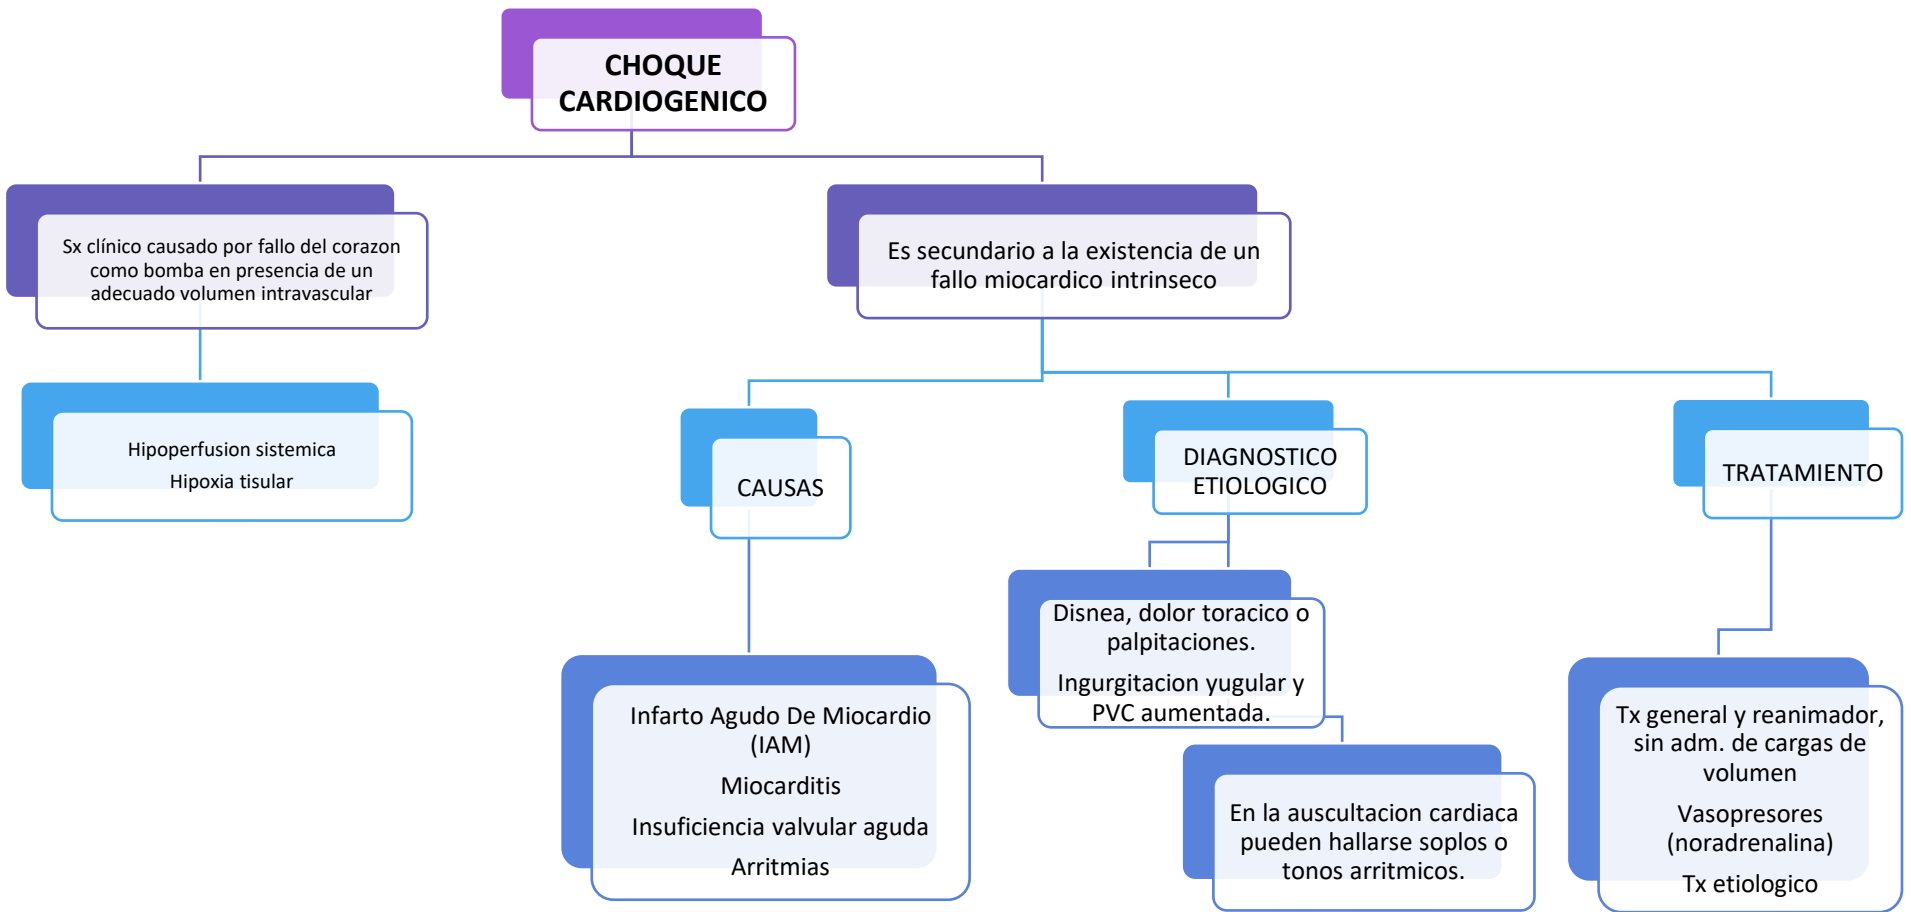 CHOQUE
CARDIOGENICO
Sx clínico causado por fallo del corazon
como bomba en presencia de un
adecuado volumen intravascular
Es secundario a la existencia de un
fallo miocardico intrinseco
Hipoperfusion sistemica
Hipoxia tisular
CAUSAS
DIAGNOSTICO
ETIOLOGICO
TRATAMIENTO
Infarto Agudo De Miocardio
(IAM)
Miocarditis
Insuficiencia valvular aguda
Arritmias
Disnea, dolor toracico o
palpitaciones.
Ingurgitacion yugular y
PVC aumentada.
En la auscultacion cardiaca
pueden hallarse soplos o
tonos arritmicos.
Tx general y reanimador,
sin adm. de cargas de
volumen
Vasopresores
(noradrenalina)
Tx etiologico